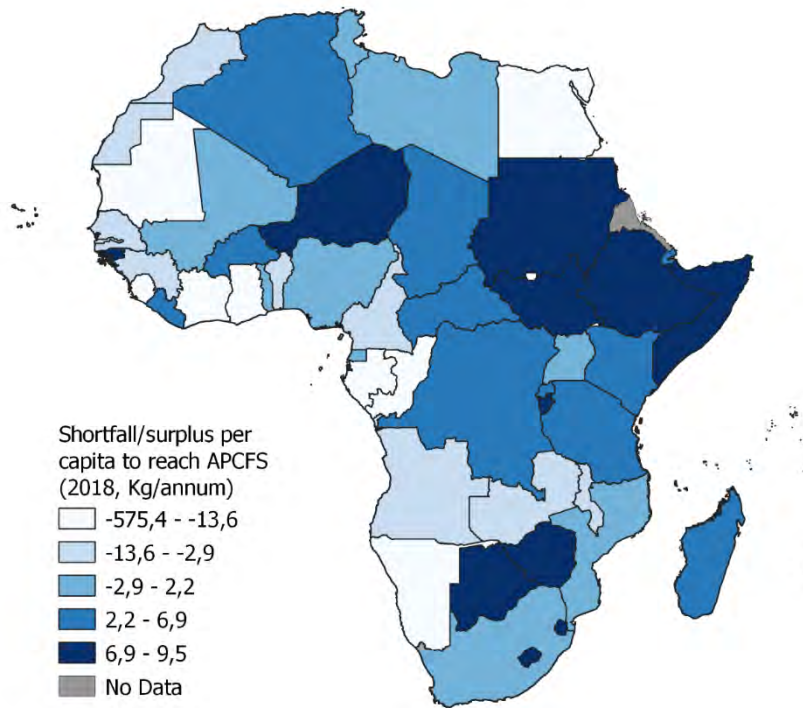 Shortfall/surplus per
capita to reach APCFS
(2018, Kg/annum)
-575,4 - -13,6
-13,6 - -2,9
-2,9 - 2,2
2,2 - 6,9
6,9 - 9,5
No Data